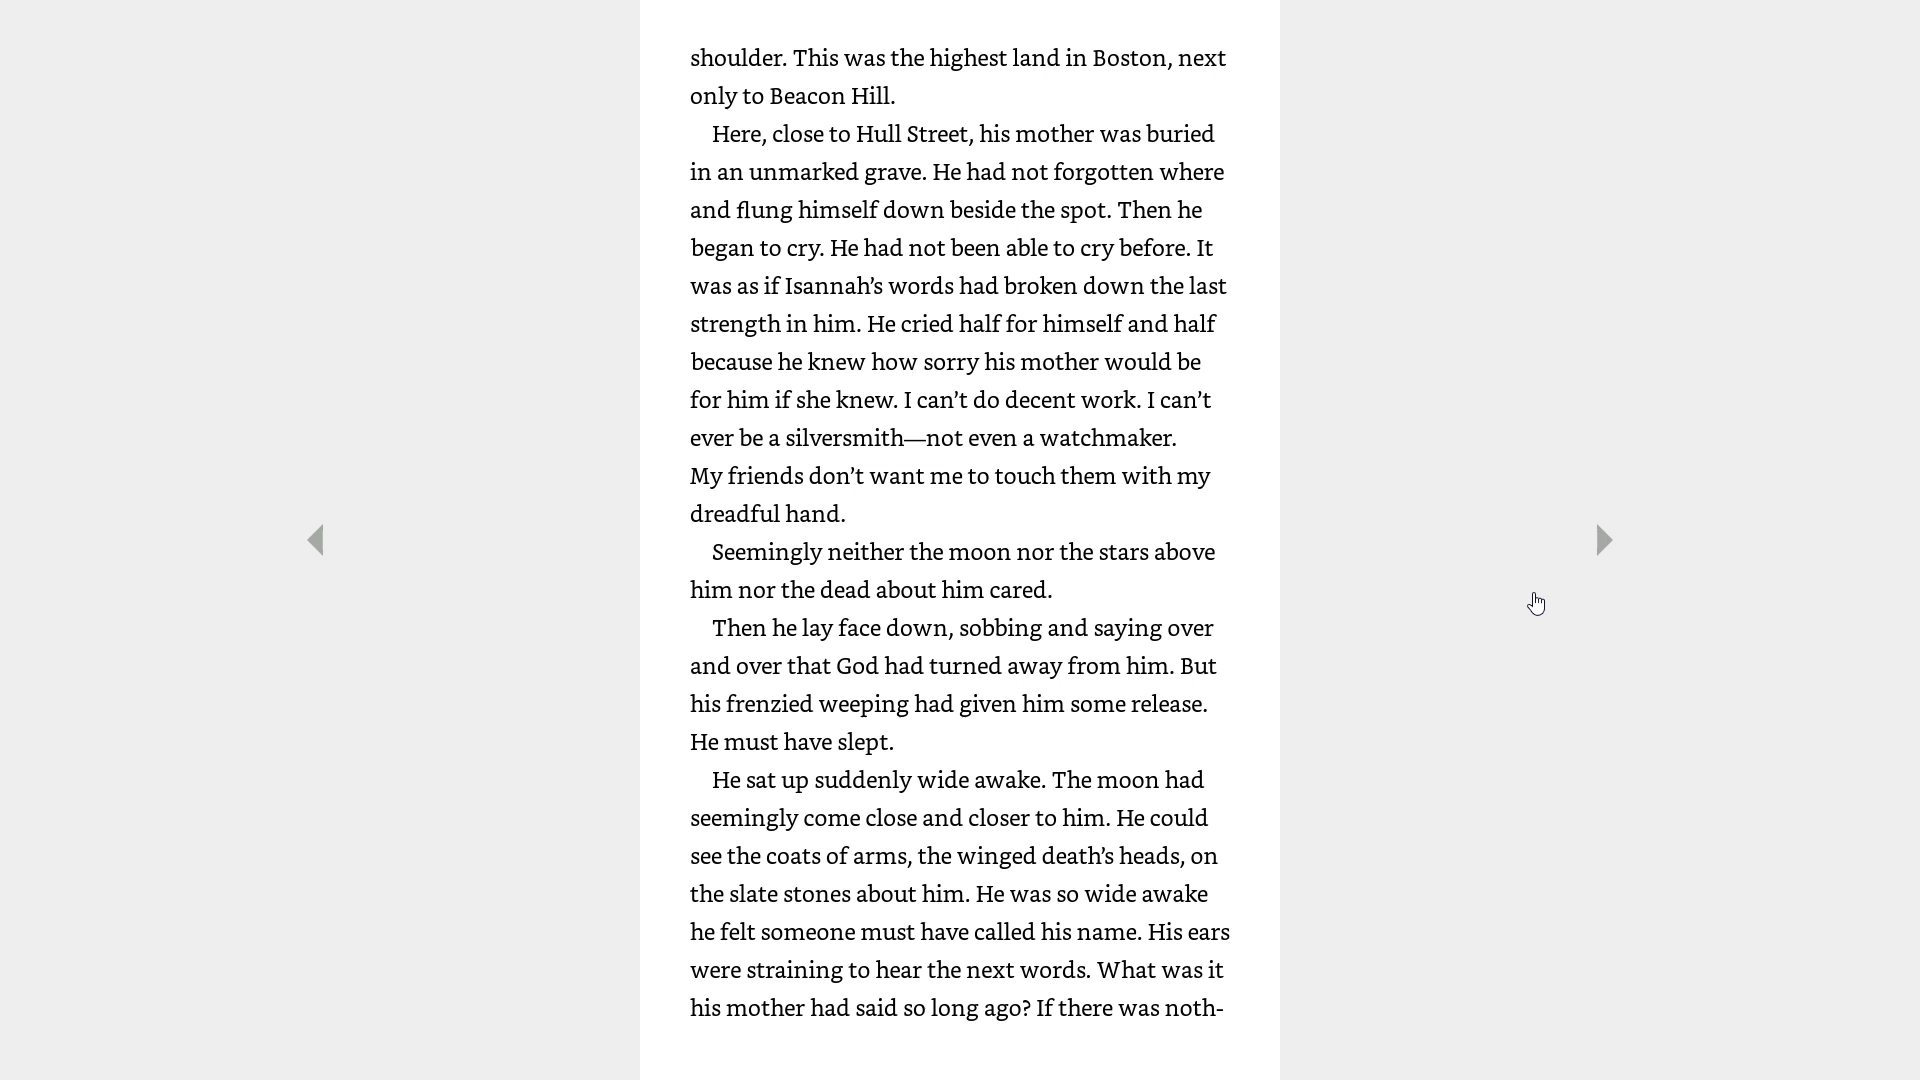 shoulder. This was the highest land in Boston, next
only to Beacon Hill.
Here, close to Hull Street, his mother was buried
in an unmarked grave. He had not forgotten where
and flung himself down beside the spot. Then he
began to cry. He had not been able to cry before. It
was as if Isannah’s words had broken down the last
strength in him. He cried half for himself and half
because he knew how sorry his mother would be
for him if she knew. I can’t do decent work. I can’t
ever be a silversmith—not even a watchmaker.
My friends don’t want me to touch them with my
dreadful hand.
Seemingly neither the moon nor the stars above
him nor the dead about him cared.
Then he lay face down, sobbing and saying over
and over that God had turned away from him. But
his frenzied weeping had given him some release.
He must have slept.
He sat up suddenly wide awake. The moon had
seemingly come close and closer to him. He could
see the coats of arms, the winged death’s heads, on
the slate stones about him. He was so wide awake
he felt someone must have called his name. His ears
were straining to hear the next words. What was it
his mother had said so long ago? If there was noth-